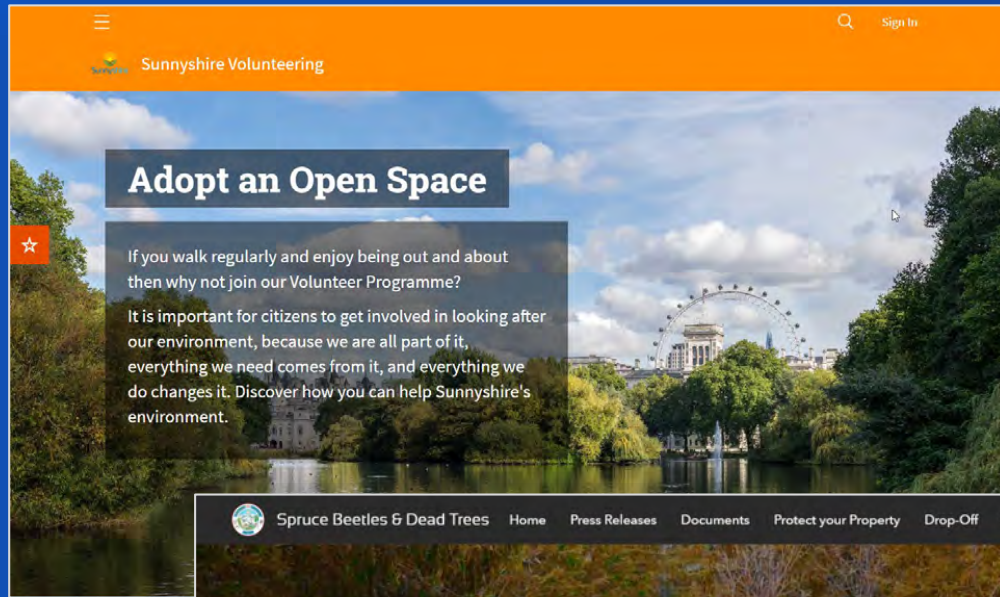 Sign In
Sunnyshire Volunteering
Adopt an Open Space
If you walk regularly and enjoy being out and about
then why not join our Volunteer Programme?
It is important for citizens to get involved in looking after
our environment, because we are all part of it,
everything we need comes from it, and everything we
do changes it. Discover how you can help Sunnyshire's
environment.
Spruce Beetles & Dead Trees Home Press Releases Documents Protect your Property Drop-Off